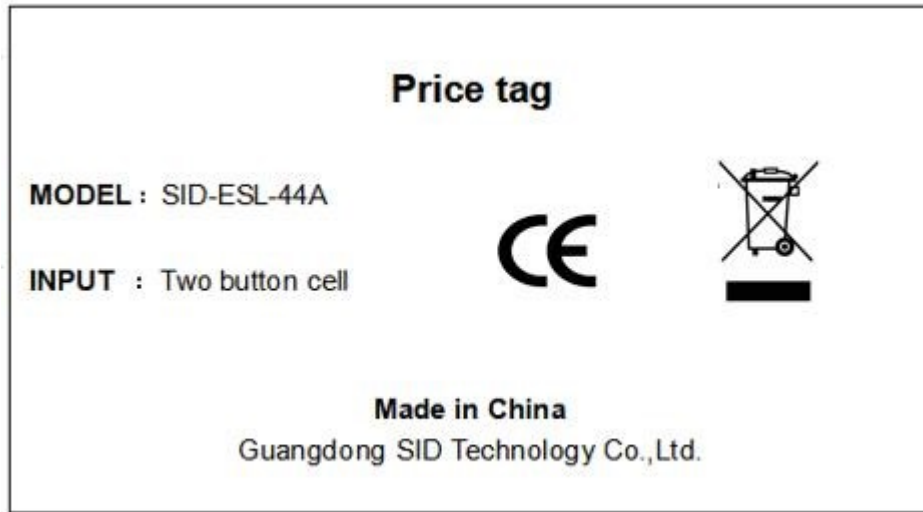 Price tag
MODEL： SID-ESL-44A
CE
INPUT ： Two button cell
Made in China
Guangdong SID Technology Co.,Ltd.